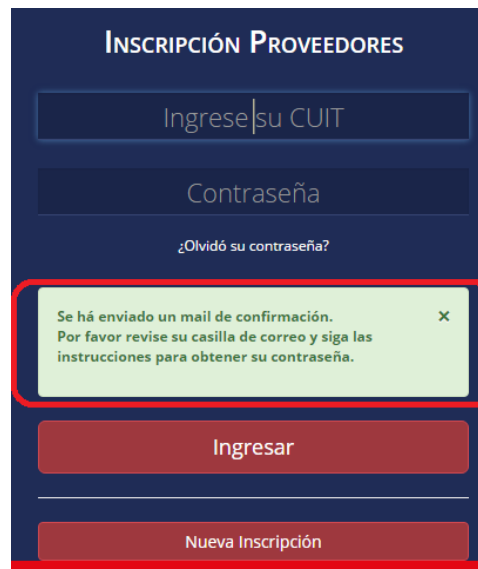 Inscripción Proveedores
Ingrese su CUIT
Contraseña
¿Olvidó su contraseña?
Se há enviado un mail de confirmación. ×
Por favor revise su casilla de correo y siga las
instrucciones para obtener su contraseña.
Ingresar
Nueva Inscripción